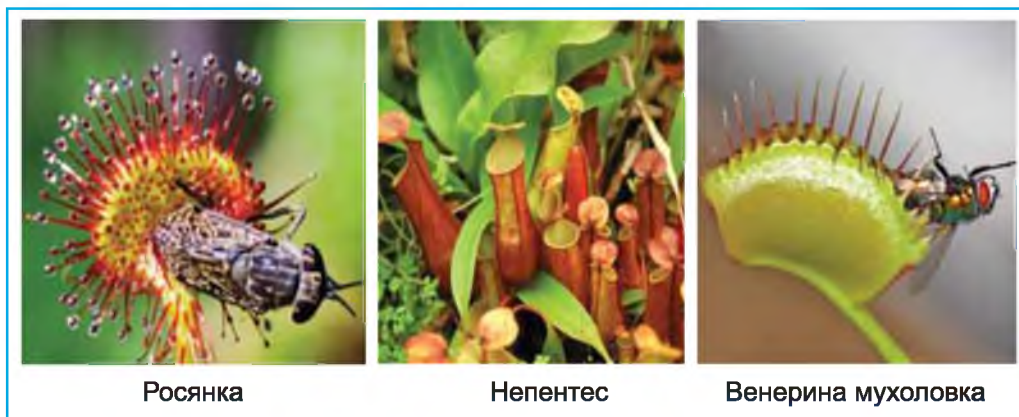 Росянка
Непентес
Венерина мухоловка